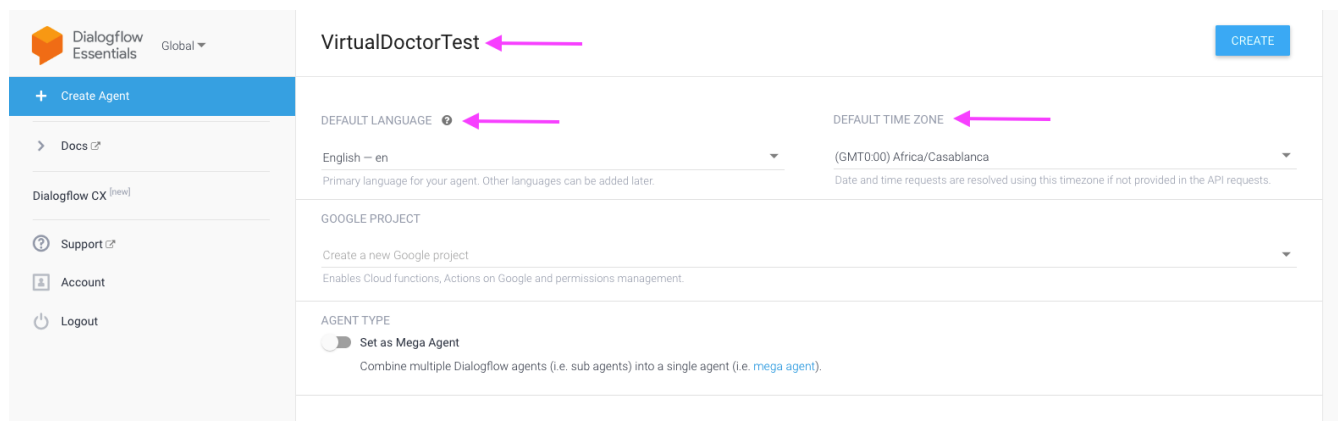 Dialogflow
Essentials
Global
VirtualDoctorTest
CREATE
Create Agent
Docs
Dialogflow CX [new]
Support
Account
Logout
DEFAULT LANGUAGE
English — en
Primary language for your agent. Other languages can be added later.
DEFAULT TIME ZONE
(GMT0:00) Africa/Casablanca
Date and time requests are resolved using this timezone if not provided in the API requests.
GOOGLE PROJECT
Create a new Google project
Enables Cloud functions, Actions on Google and permissions management.
AGENT TYPE
Set as Mega Agent
Combine multiple Dialogflow agents (i.e. sub agents) into a single agent (i.e. mega agent).